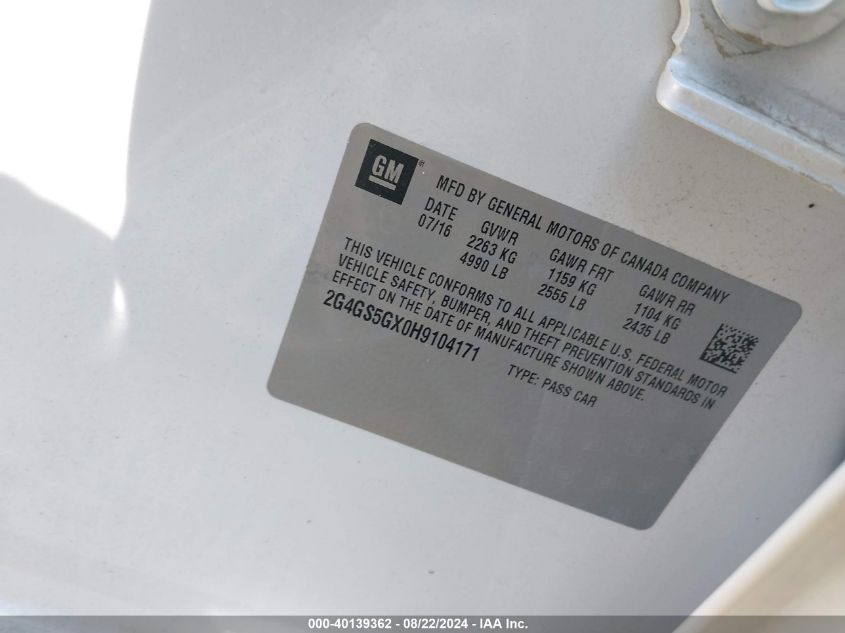 GM
MFD BY GENERAL MOTORS OF CANADA COMPANY
DATE GVWR GAWR FRT GAWR RR
07/16 2263 KG 1159 KG 1104 KG
4990 LB 2555 LB 2435 LB
THIS VEHICLE CONFORMS TO ALL APPLICABLE U.S. FEDERAL MOTOR
VEHICLE SAFETY, BUMPER, AND THEFT PREVENTION STANDARDS IN
EFFECT ON THE DATE OF MANUFACTURE SHOWN ABOVE.
2G4GS5GX0H9104171 TYPE: PASS CAR
000-40139362 - 08/22/2024 - IAA Inc.